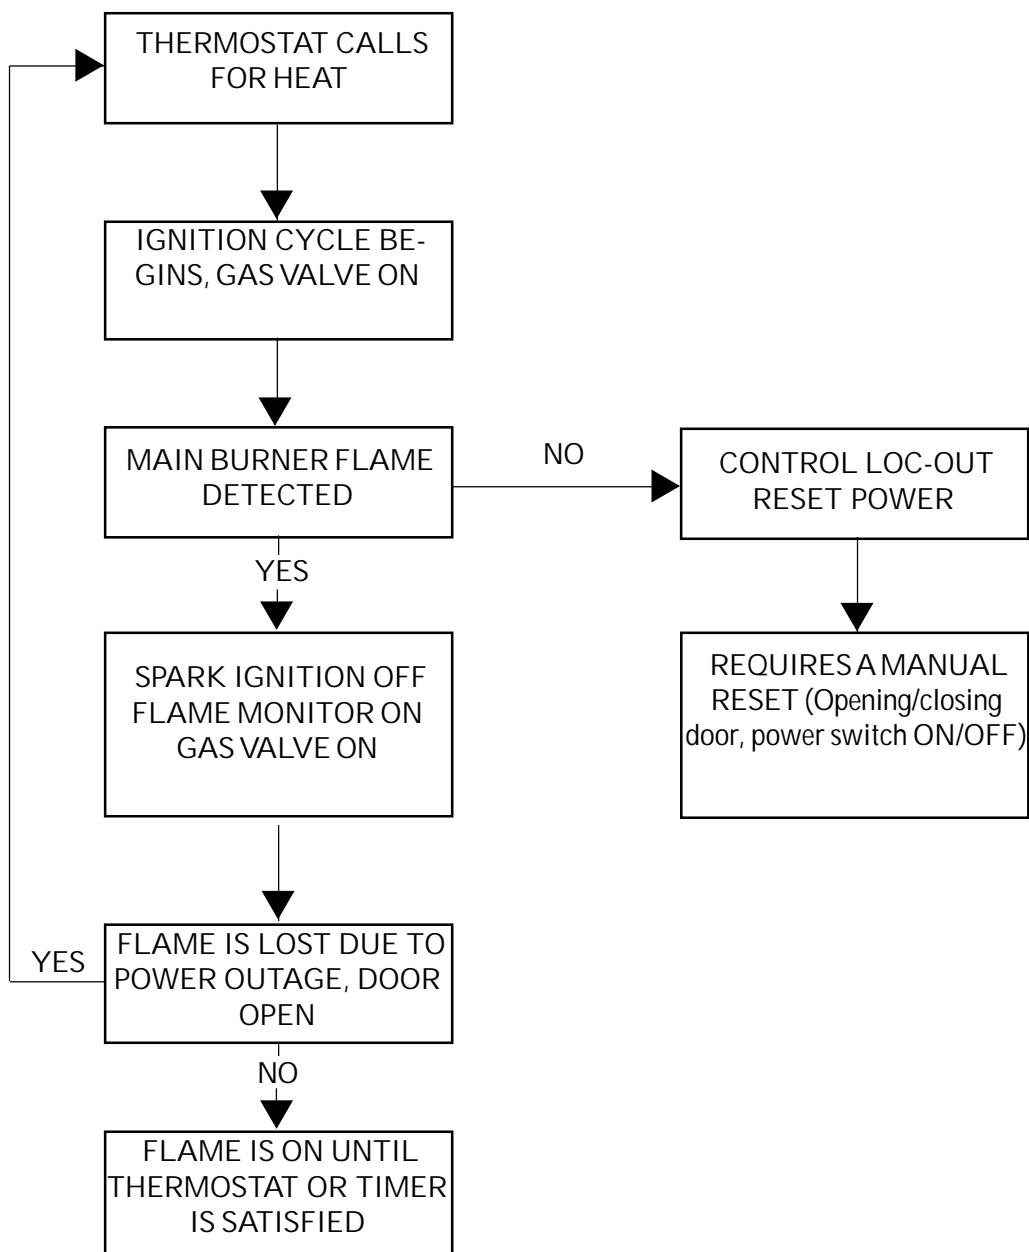 THERMOSTAT CALLS
FOR HEAT
IGNITION CYCLE BE-
GINS, GAS VALVE ON
MAIN BURNER FLAME
DETECTED
NO
CONTROL LOC-OUT
RESET POWER
YES
SPARK IGNITION OFF
FLAME MONITOR ON
GAS VALVE ON
REQUIRES A MANUAL
RESET (Opening/closing
door, power switch ON/OFF)
FLAME IS LOST DUE TO
POWER OUTAGE, DOOR
OPEN
YES
NO
FLAME IS ON UNTIL
THERMOSTAT OR TIMER
IS SATISFIED